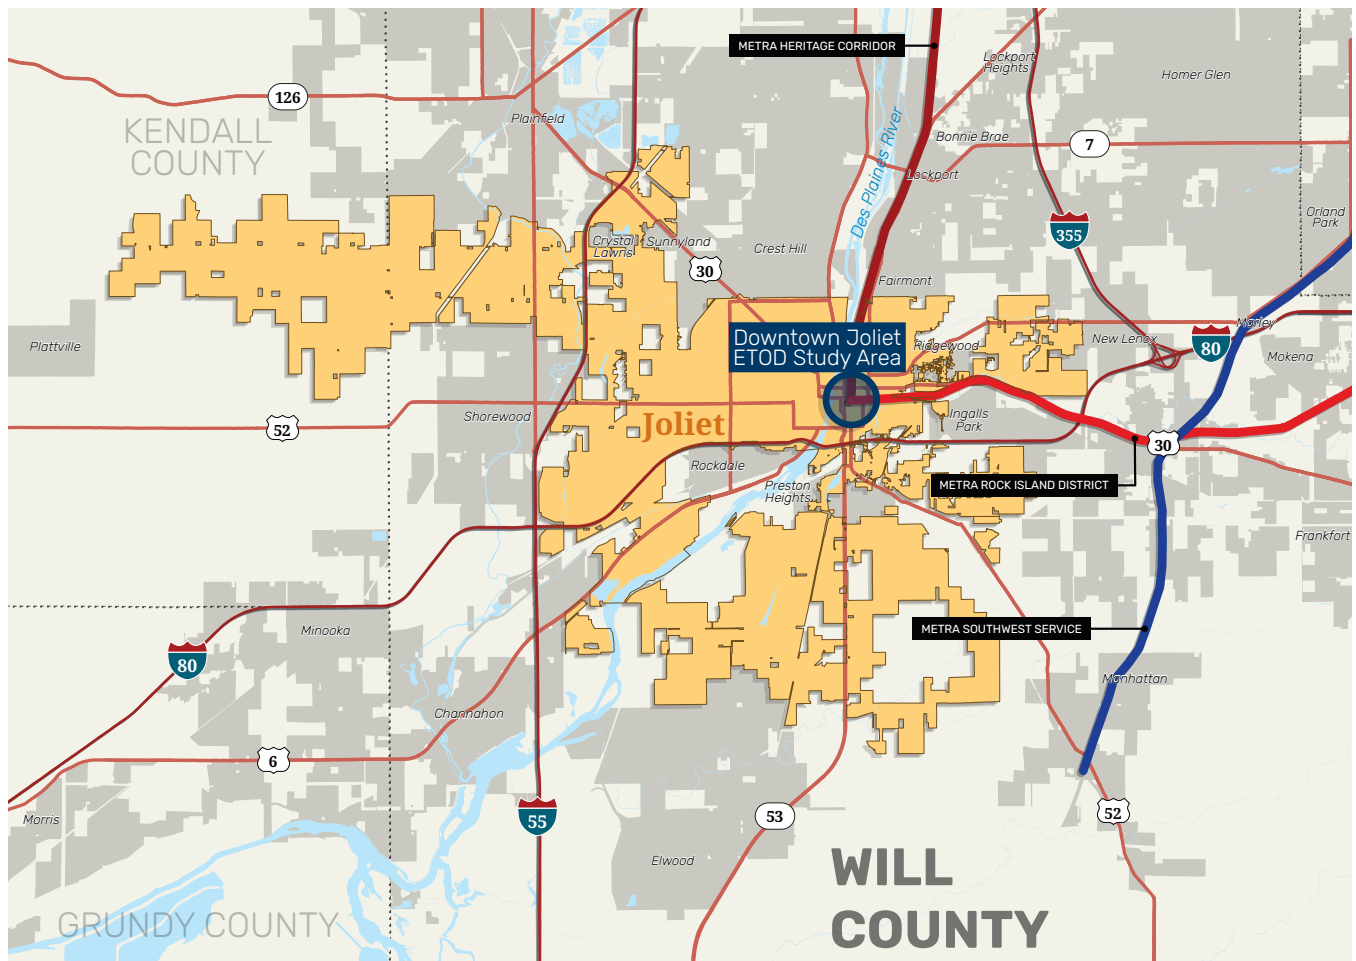 METRA HERITAGE CORRIDOR
Lockport
Heights
Homer Glen
126
Plainfield
KENDALL
COUNTY
Bonnie Brae
7
Des Plaines River
Lockport
Orland
Park
355
Crystal
Lawns
Sunnyland
Crest Hill
30
Fairmont
Plattville
Downtown Joliet
ETOD Study Area
Ridgewood
New Lenox
80
Marley
Mokena
Shorewood
52
Joliet
Ingalls
Park
30
Rockdale
Preston
Heights
METRA ROCK ISLAND DISTRICT
Frankfort
Minooka
METRA SOUTHWEST SERVICE
80
Manhattan
Channahon
6
Morris
55
53
52
Elwood
WILL
COUNTY
GRUNDY COUNTY